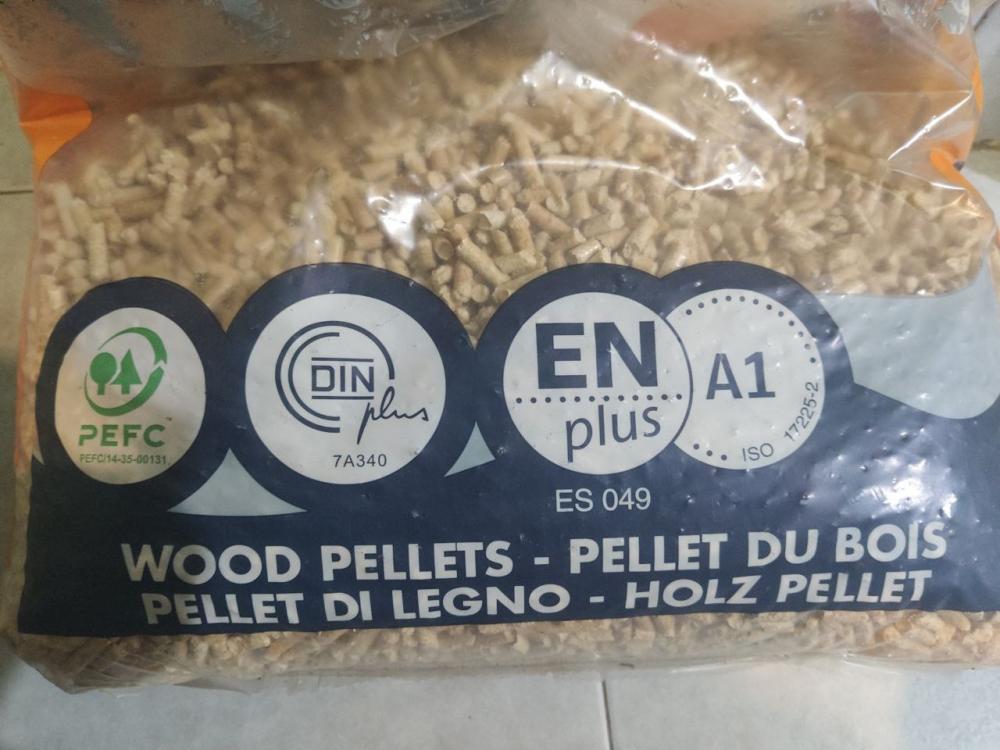 PEFC™
PEFC/14-35-00131
DIN
plus
7A340
EN
plus
A1
ISO 17225-2
ES 049
WOOD PELLETS - PELLET DU BOIS
PELLET DI LEGNO - HOLZ PELLET